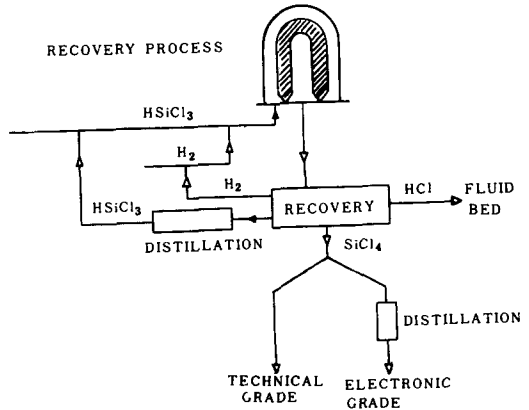 RECOVERY PROCESS
HSiCl3
H2
H2
HCl
FLUID
BED
HSiCl3
RECOVERY
DISTILLATION
SiCl4
DISTILLATION
TECHNICAL
GRADE
ELECTRONIC
GRADE